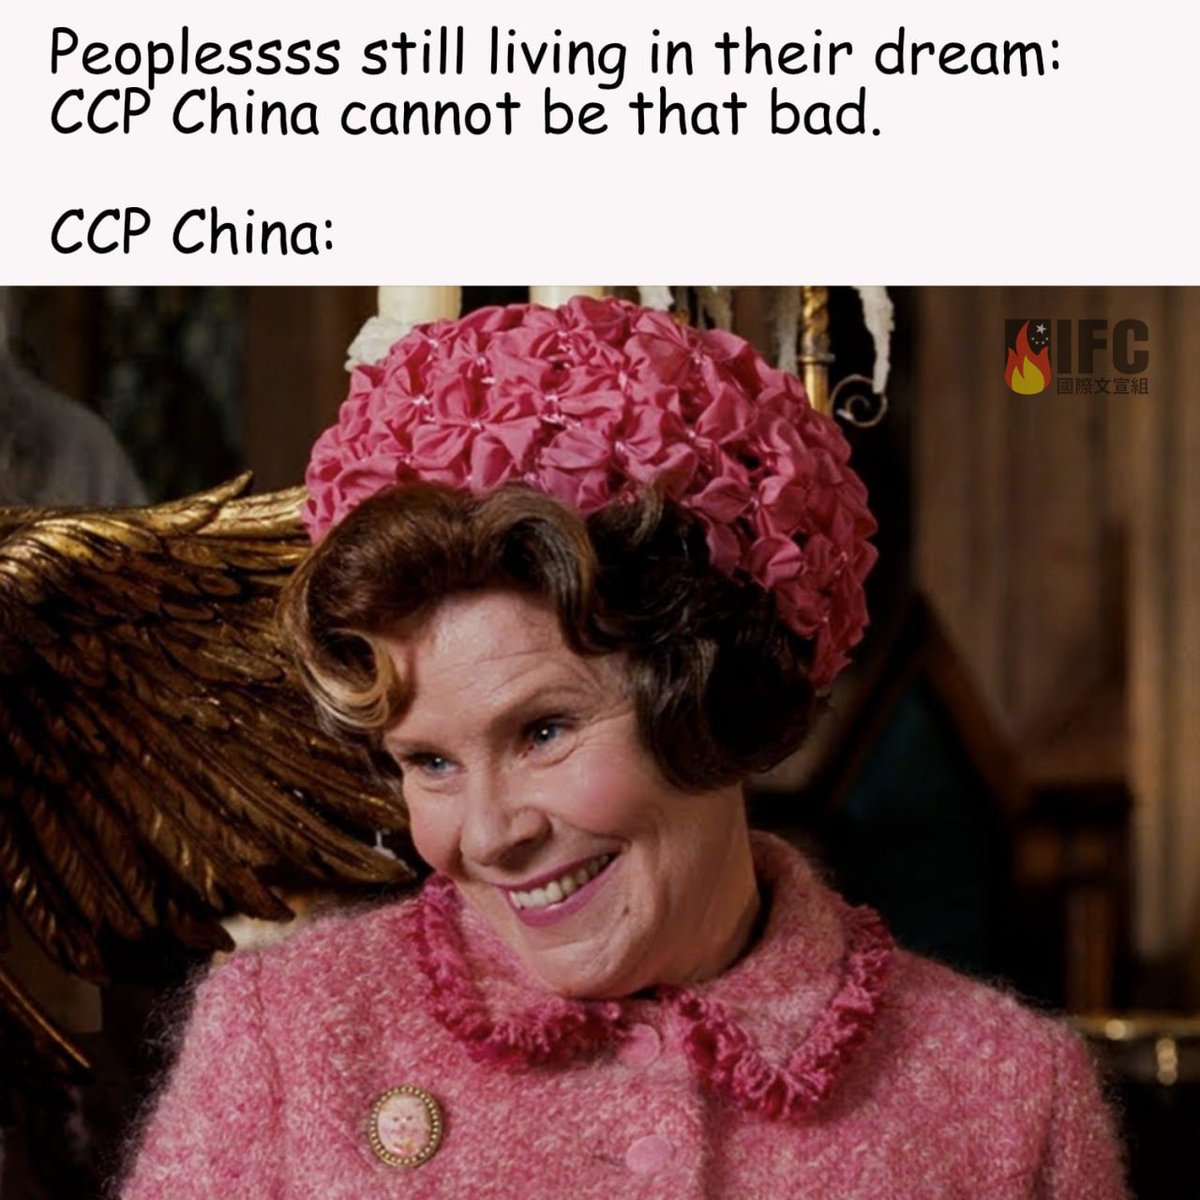 Peoplessss still living in their dream:
CCP China cannot be that bad.
CCP China:
IFC
國際文宣組